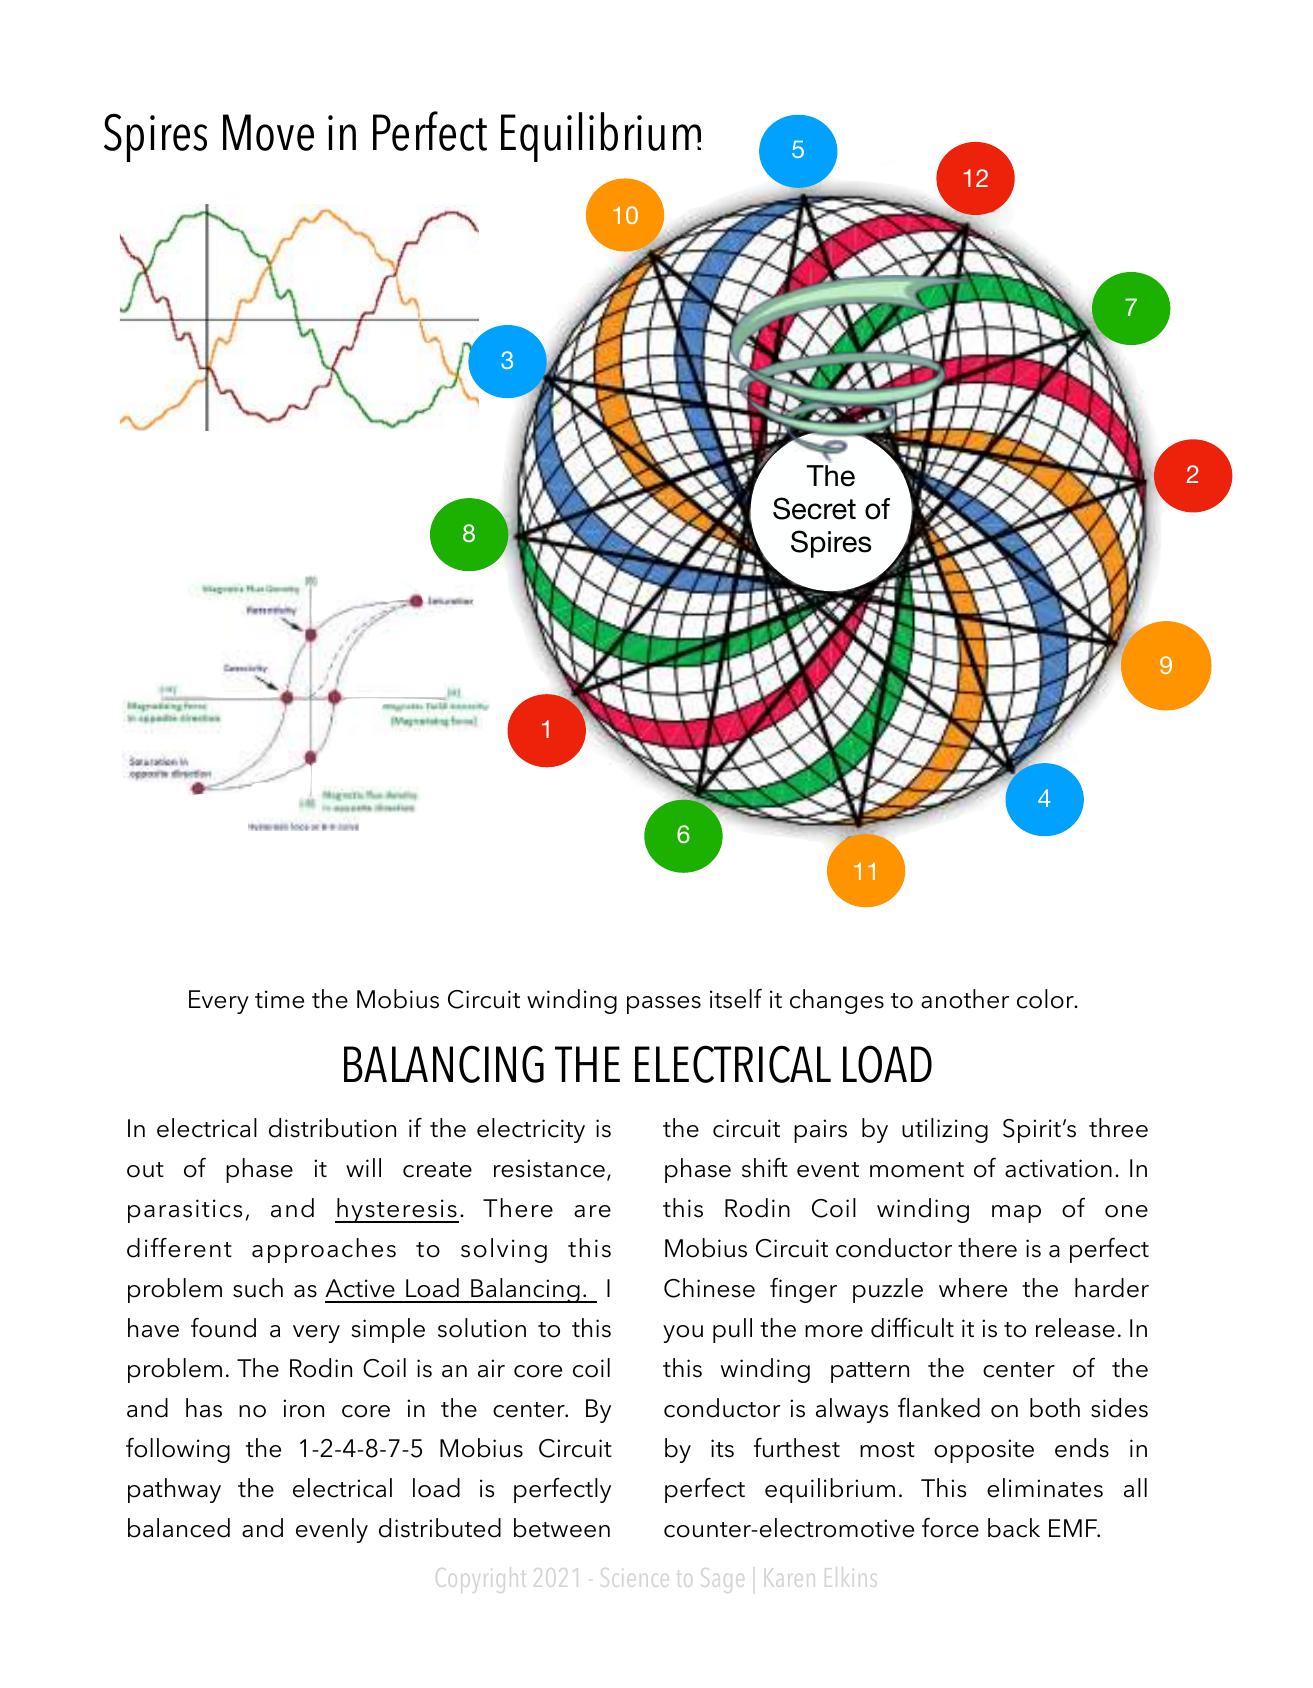 Spires Move in Perfect Equilibrium!
5
12
10
7
3
The
Secret of
Spires
2
8
Magnetic Flux Density
[B]
Saturation
Retentivity
Coercivity
[-H]
[H]
Magnetising force
in opposite direction
Magnetic field intensity
[Magnetising force]
9
1
Saturation in
opposite direction
[-B]
Magnetic flux density
in opposite direction
Hysteresis loop or B-H curve
4
6
11
Every time the Mobius Circuit winding passes itself it changes to another color.
BALANCING THE ELECTRICAL LOAD
In electrical distribution if the electricity is
out of phase it will create resistance,
parasitics, and hysteresis. There are
different approaches to solving this
problem such as Active Load Balancing. I
have found a very simple solution to this
problem. The Rodin Coil is an air core coil
and has no iron core in the center. By
following the 1-2-4-8-7-5 Mobius Circuit
pathway the electrical load is perfectly
balanced and evenly distributed between
the circuit pairs by utilizing Spirit’s three
phase shift event moment of activation. In
this Rodin Coil winding map of one
Mobius Circuit conductor there is a perfect
Chinese finger puzzle where the harder
you pull the more difficult it is to release. In
this winding pattern the center of the
conductor is always flanked on both sides
by its furthest most opposite ends in
perfect equilibrium. This eliminates all
counter-electromotive force back EMF.
Copyright 2021 - Science to Sage | Karen Elkins